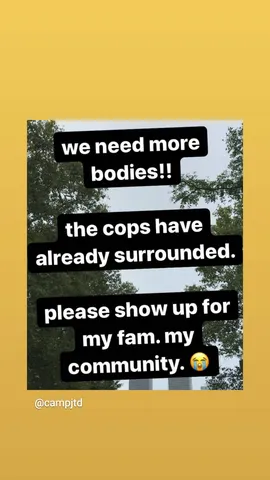 we need more
bodies!!
the cops have
already surrounded.
please show up for
my fam. my
community. 😭
@campjtd